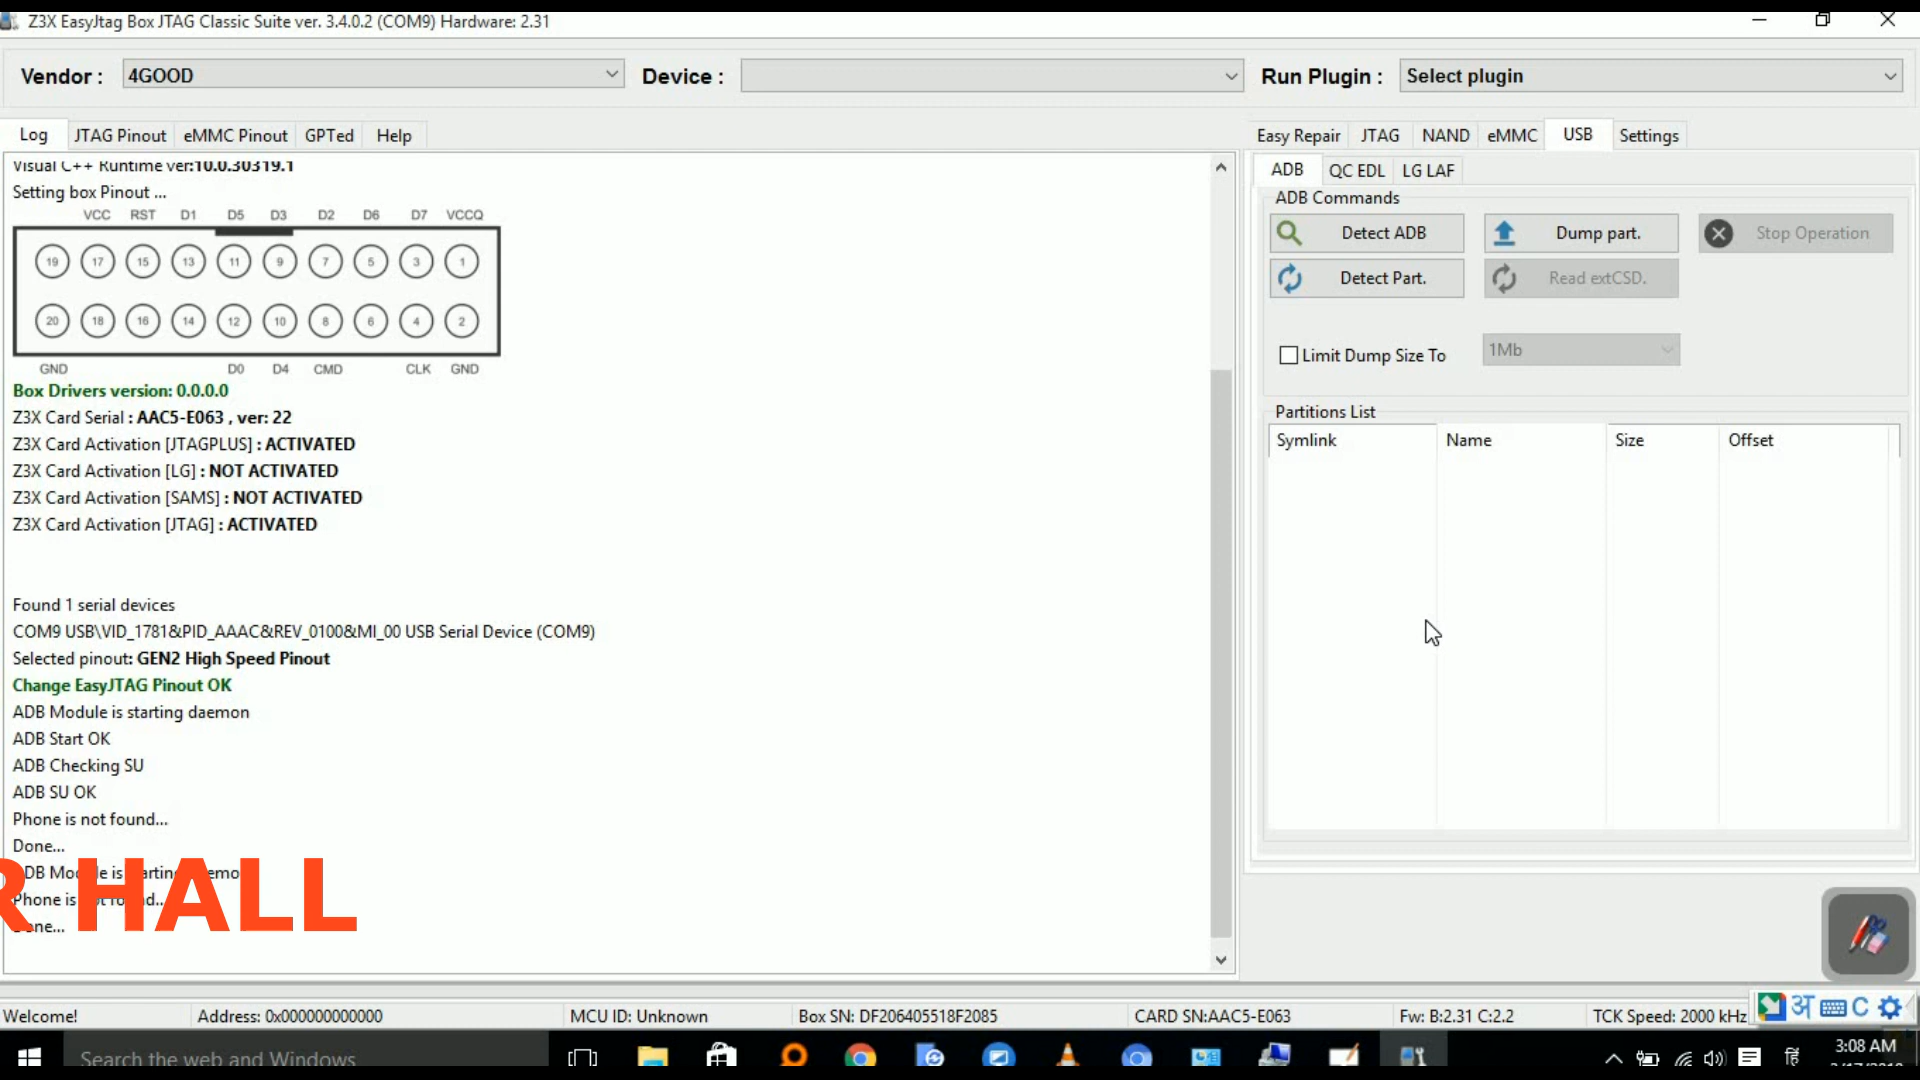 Z3X EasyJtag Box JTAG Classic Suite ver. 3.4.0.2 (COM9) Hardware: 2.31
Vendor : 4GOOD Device : Run Plugin : Select plugin
Log JTAG Pinout eMMC Pinout GPTed Help
Easy Repair JTAG NAND eMMC USB Settings
ADB QC EDL LG LAF
ADB Commands
Detect ADB Dump part. Stop Operation
Detect Part. Read extCSD.
Limit Dump Size To 1Mb
Partitions List
Symlink Name Size Offset
Visual C++ Runtime ver:10.0.30319.1
Setting box Pinout ...
VCC RST D1 D5 D3 D2 D6 D7 VCCQ
19 17 15 13 11 9 7 5 3 1
20 18 16 14 12 10 8 6 4 2
GND D0 D4 CMD CLK GND
Box Drivers version: 0.0.0.0
Z3X Card Serial : AAC5-E063 , ver: 22
Z3X Card Activation [JTAGPLUS] : ACTIVATED
Z3X Card Activation [LG] : NOT ACTIVATED
Z3X Card Activation [SAMS] : NOT ACTIVATED
Z3X Card Activation [JTAG] : ACTIVATED
Found 1 serial devices
COM9 USB\VID_1781&PID_AAAC&REV_0100&MI_00 USB Serial Device (COM9)
Selected pinout: GEN2 High Speed Pinout
Change EasyJTAG Pinout OK
ADB Module is starting daemon
ADB Start OK
ADB Checking SU
ADB SU OK
Phone is not found...
Done...
R HALL
Welcome! Address: 0x000000000000 MCU ID: Unknown Box SN: DF206405518F2085 CARD SN:AAC5-E063 Fw: B:2.31 C:2.2 TCK Speed: 2000 kHz
अ C
Search the web and Windows
हिं 3:08 AM